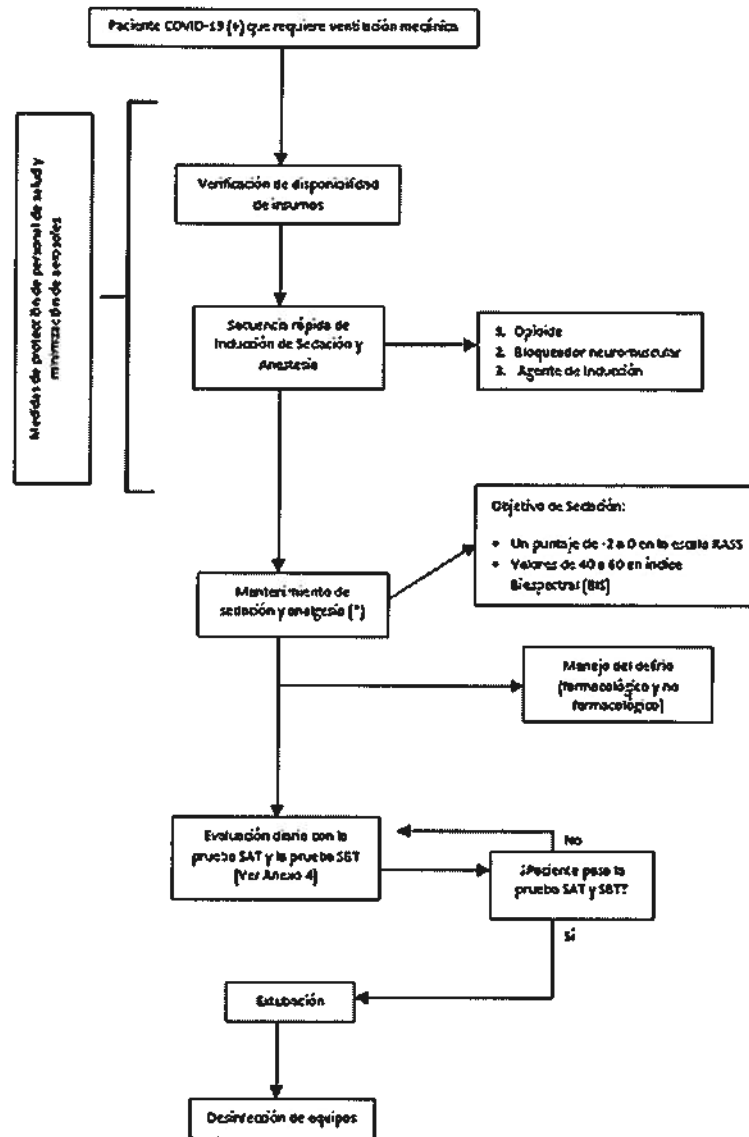 Paciente COVID-19 (+) que requiere ventilación mecánica
Medidas de protección de personal de salud y
minimización de aerosoles
Verificación de disponibilidad
de insumos
Secuencia rápida de
Inducción de Sedación y
Anestesia
1. Opioide
2. Bloqueador neuromuscular
3. Agente de Inducción
Objetivo de Sedación:
• Un puntaje de -2 a 0 en la escala RASS
• Valores de 40 a 60 en índice
Biespectral (BIS)
Mantenimiento de
sedación y analgesia (*)
Manejo del delirio
(farmacológico y no
farmacológico)
Evaluación diaria con la
prueba SAT y la prueba SBT
(Ver Anexo 4)
No
¿Paciente pasa la
prueba SAT y SBT?
Sí
Extubación
Desinfección de equipos